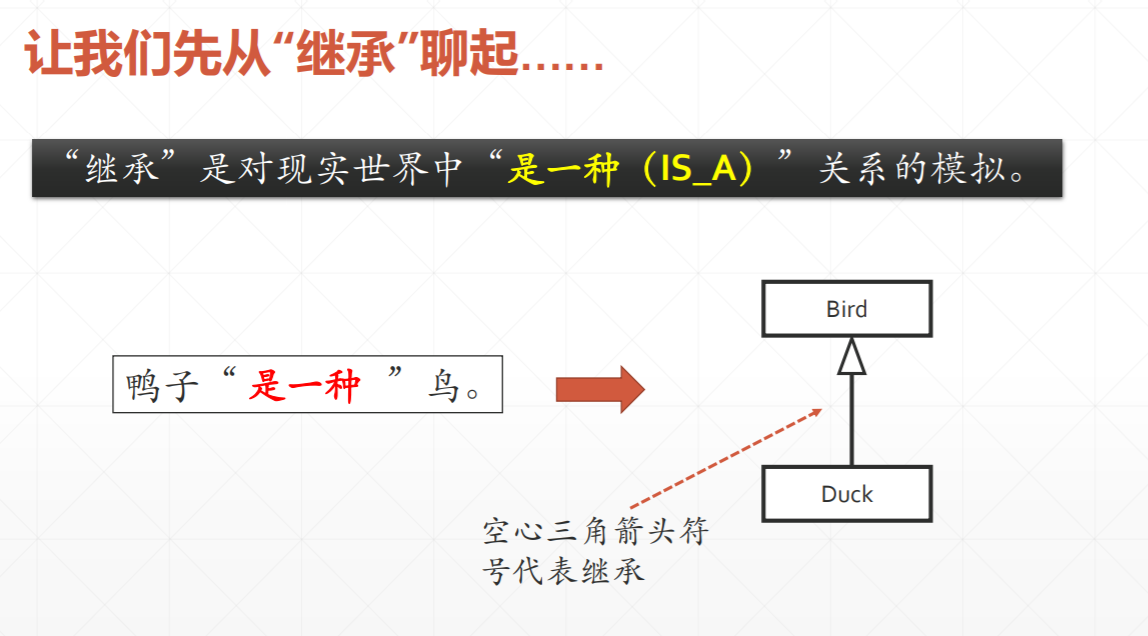 让我们先从“继承”聊起……
“继承”是对现实世界中“是一种（IS_A）”关系的模拟。
Bird
鸭子“是一种 ”鸟。
Duck
空心三角箭头符
号代表继承